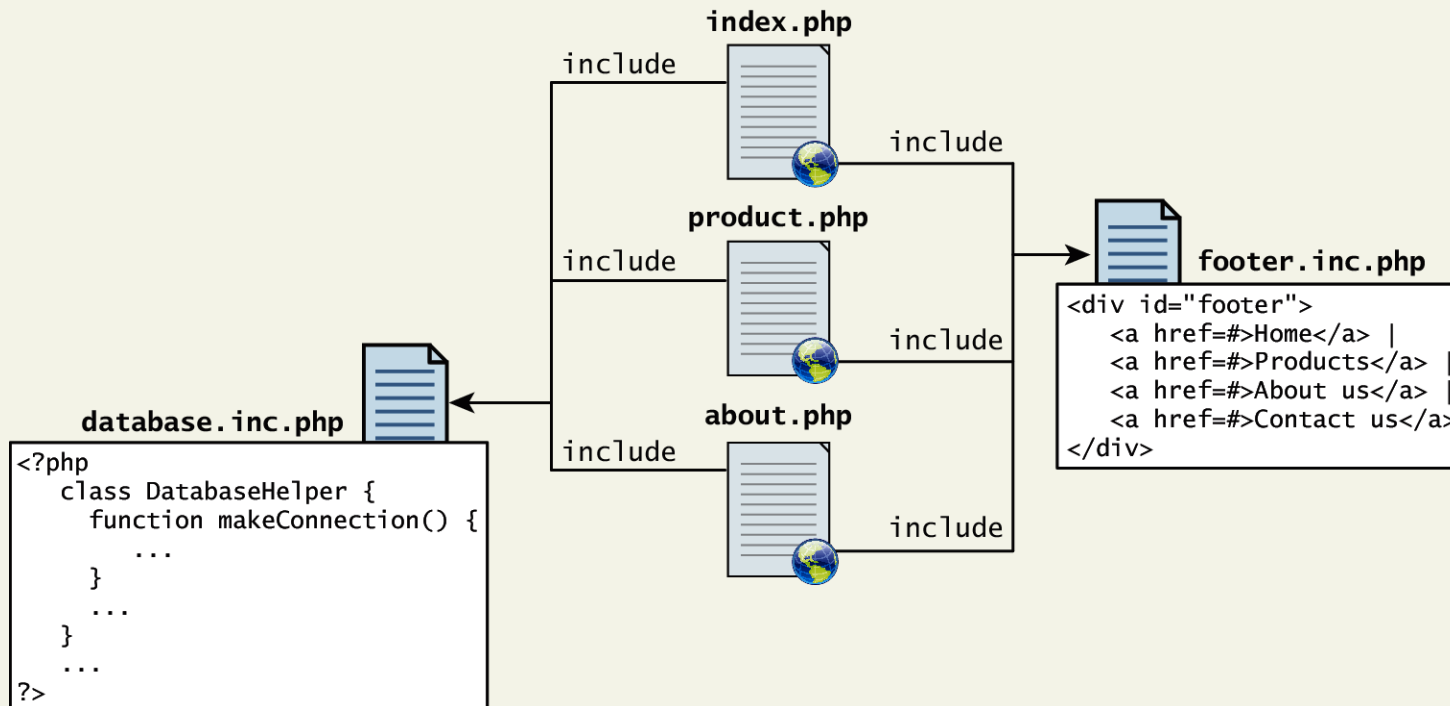 index.php
include
include
product.php
include
include
about.php
include
include
footer.inc.php
<div id="footer">
   <a href=#>Home</a> |
   <a href=#>Products</a> |
   <a href=#>About us</a> |
   <a href=#>Contact us</a>
</div>
database.inc.php
<?php
   class DatabaseHelper {
     function makeConnection() {
        ...
     }
     ...
   }
   ...
?>